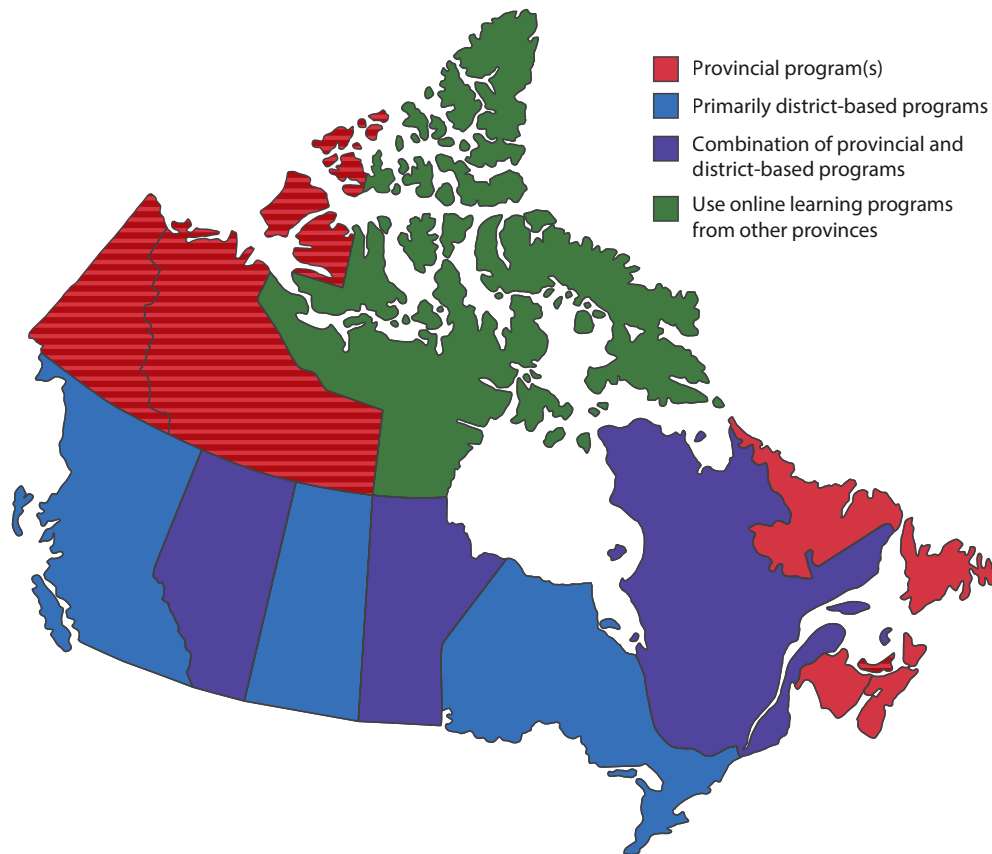 Provincial program(s)
Primarily district-based programs
Combination of provincial and
district-based programs
Use online learning programs
from other provinces